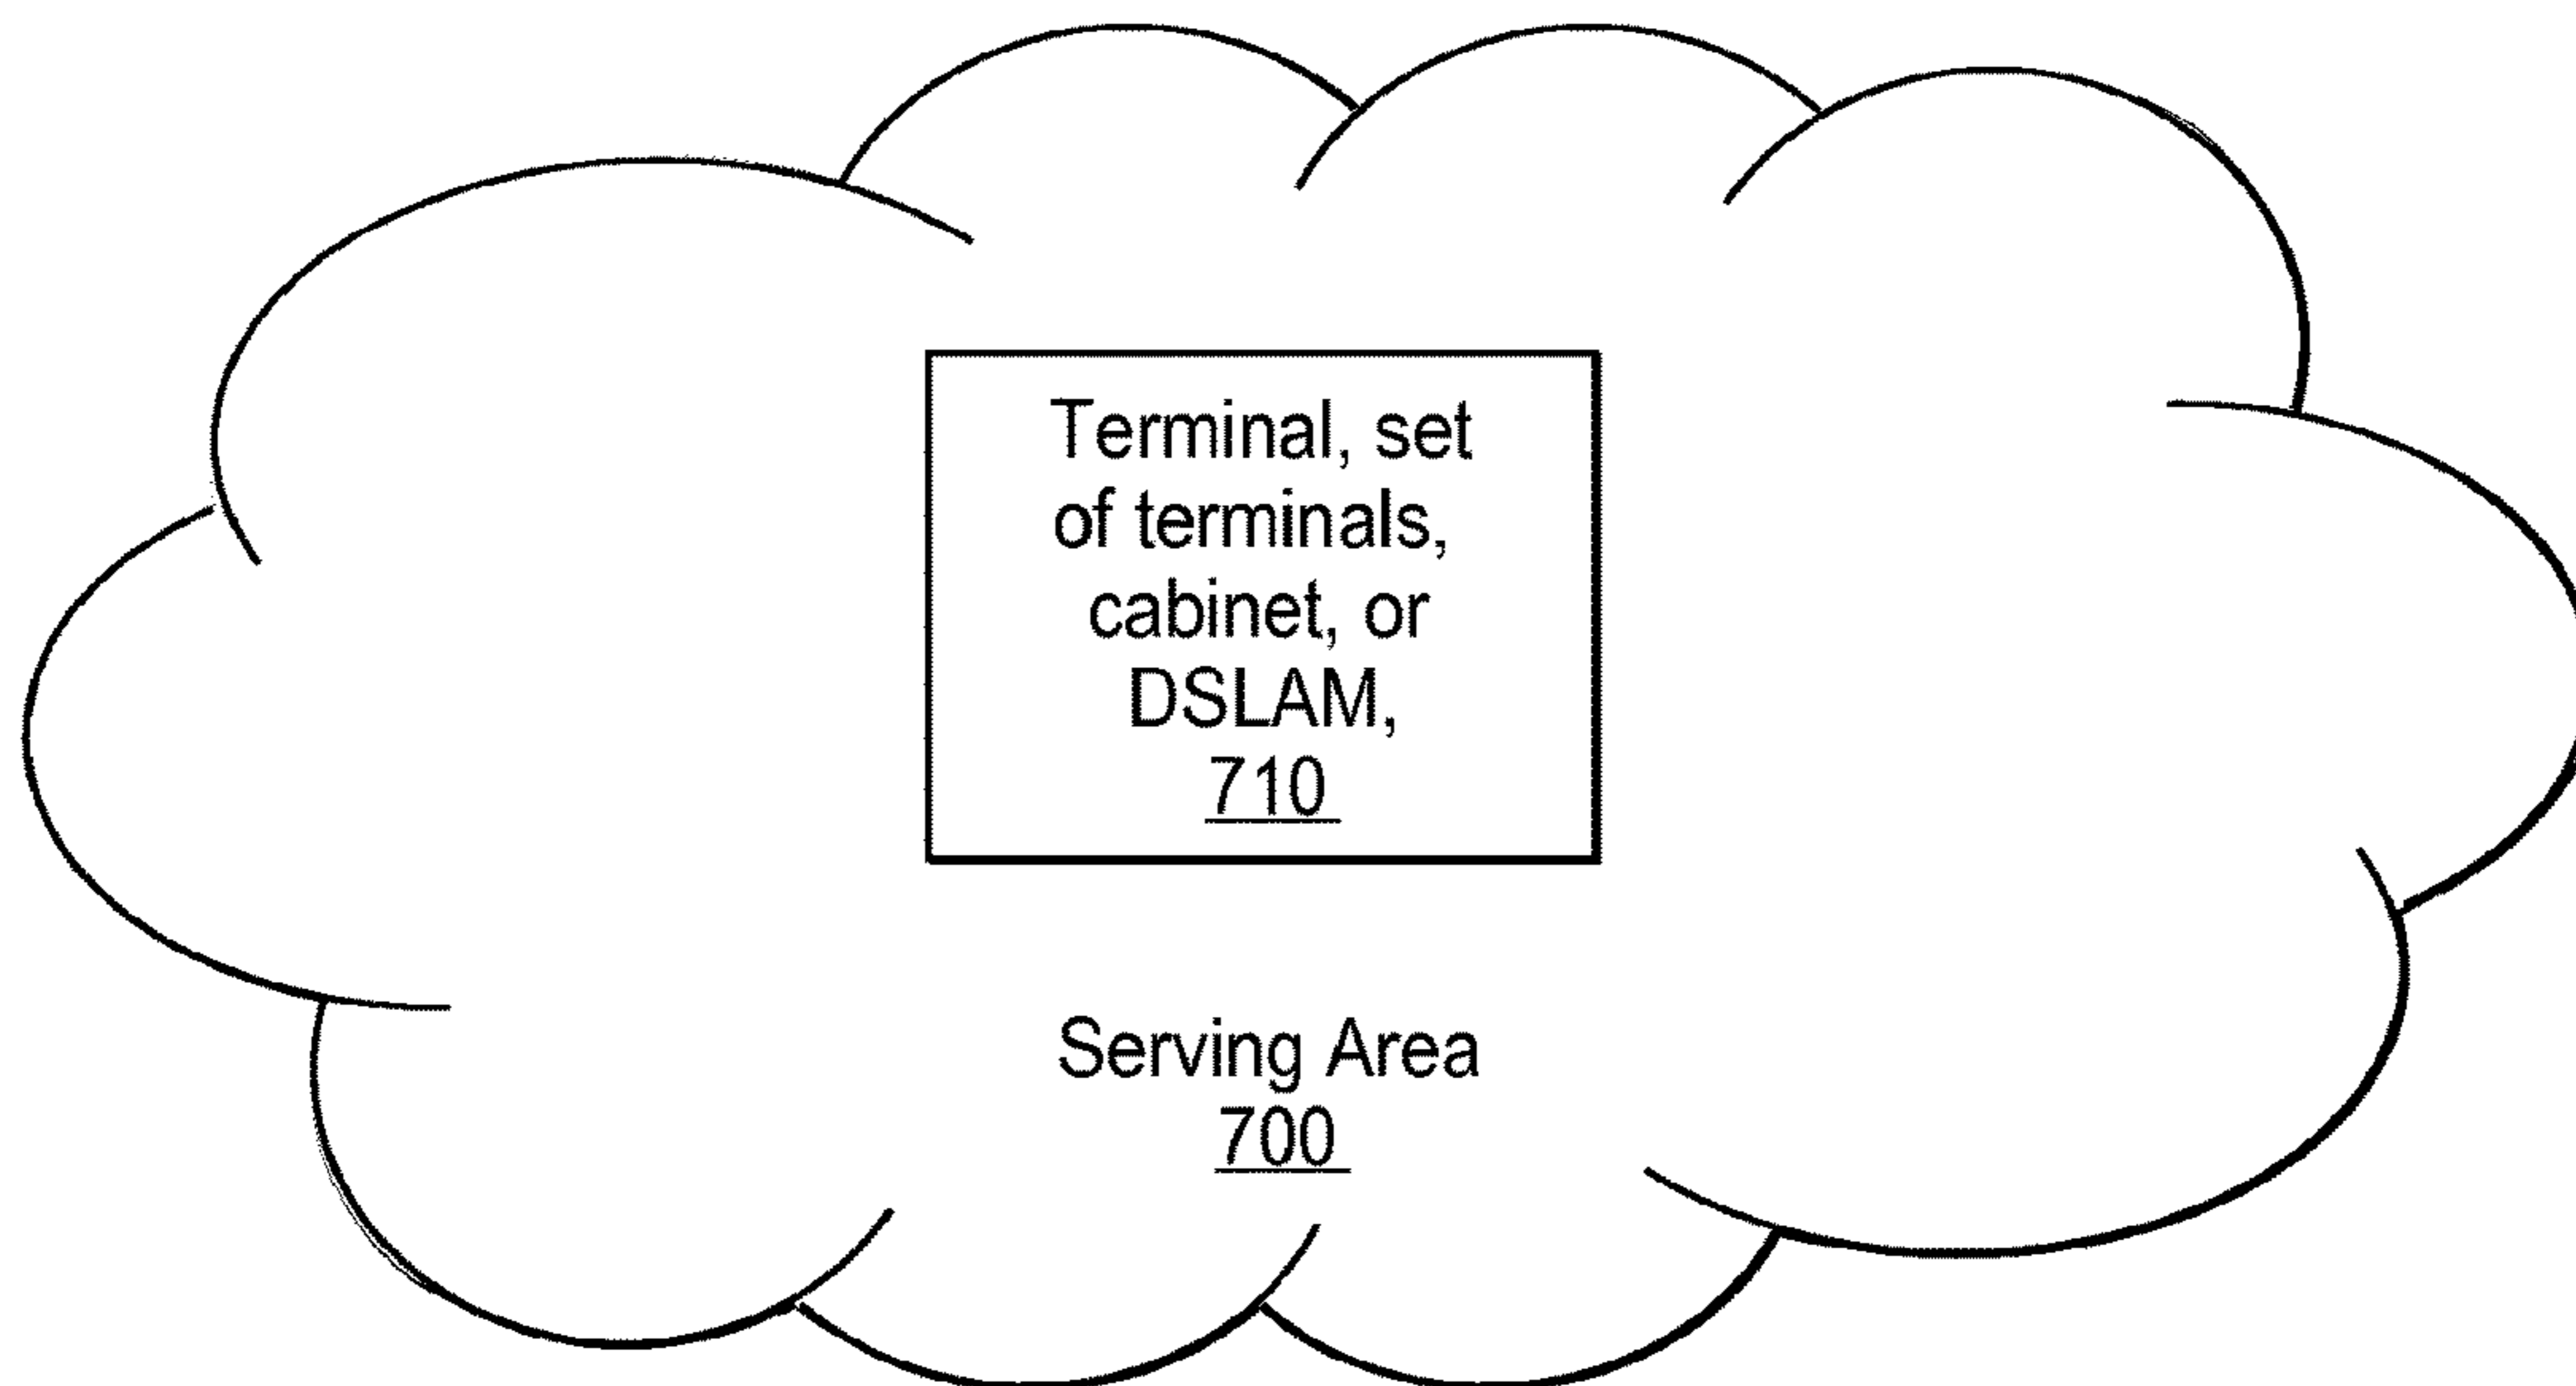 Terminal, set
of terminals,
cabinet, or
DSLAM,
710
Serving Area
700